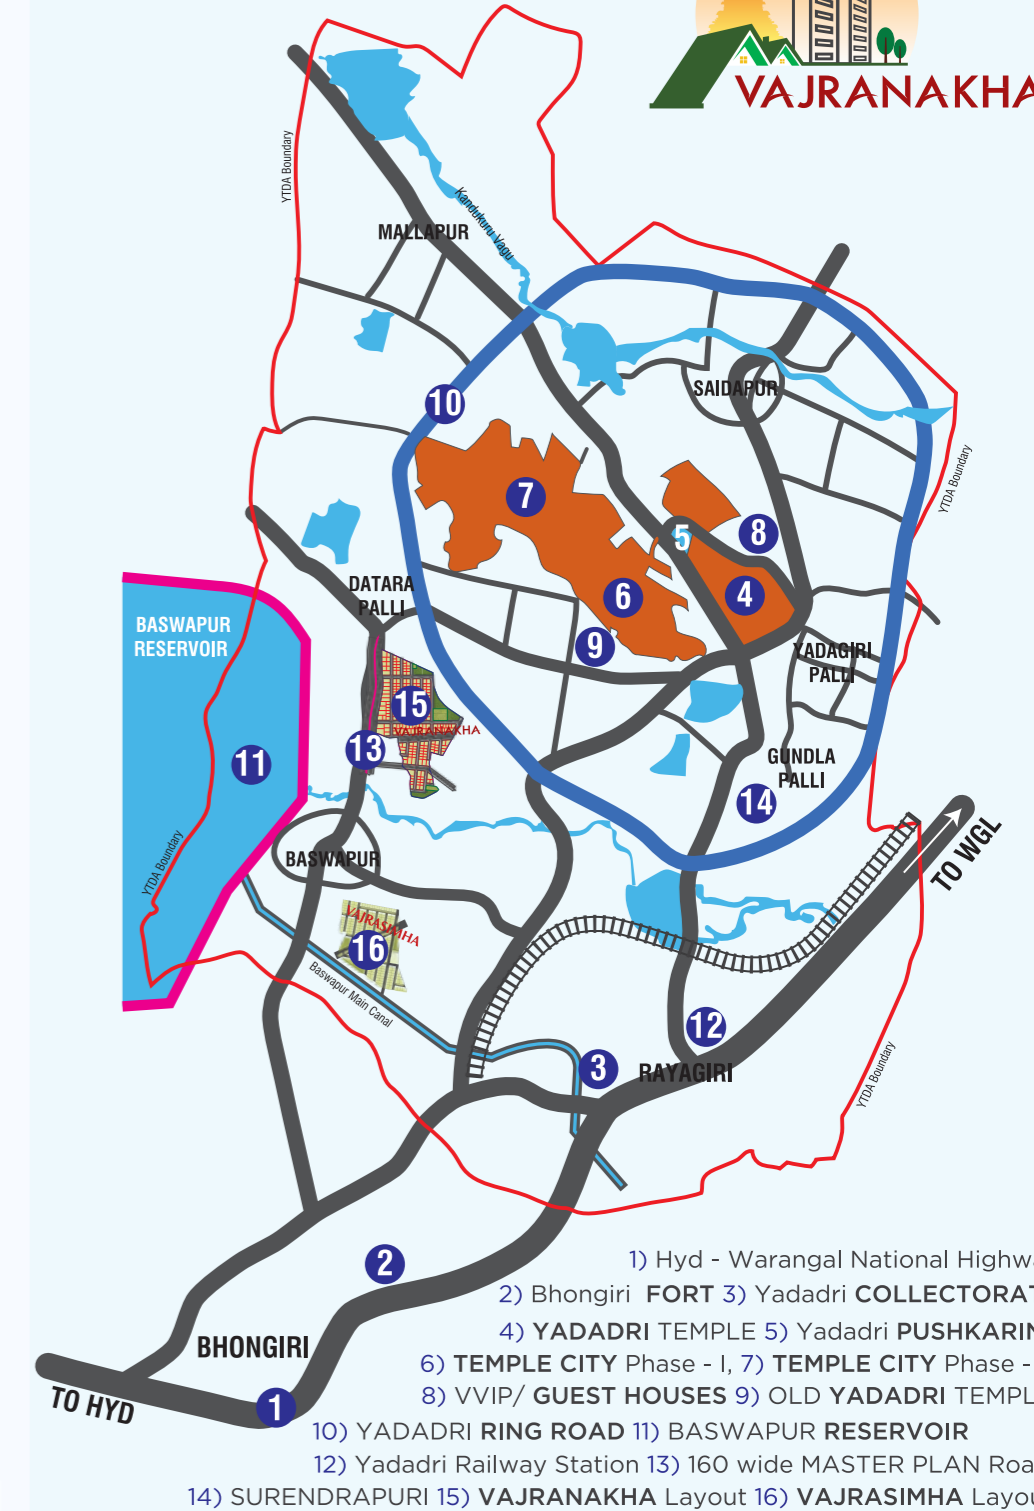 VAJRANAKHA
YTDA Boundary
Kandukuru Vagu
MALLAPUR
SAIDAPUR
10
7
YTDA Boundary
8
5
DATARA
PALLI
6
4
BASWAPUR
RESERVOIR
9
YADAGIRI
PALLI
15
VAJRANAKHA
13
11
GUNDLA
PALLI
14
YTDA Boundary
BASWAPUR
TO WGL
VAJRASIMHA
16
Baswapur Main Canal
12
3
RAYAGIRI
YTDA Boundary
2
BHONGIRI
TO HYD
1
1) Hyd - Warangal National Highwa
2) Bhongiri FORT 3) Yadadri COLLECTORAT
4) YADADRI TEMPLE 5) Yadadri PUSHKARIN
6) TEMPLE CITY Phase - I, 7) TEMPLE CITY Phase -
8) VVIP/ GUEST HOUSES 9) OLD YADADRI TEMPL
10) YADADRI RING ROAD 11) BASWAPUR RESERVOIR
12) Yadadri Railway Station 13) 160 wide MASTER PLAN Roa
14) SURENDRAPURI 15) VAJRANAKHA Layout 16) VAJRASIMHA Layou